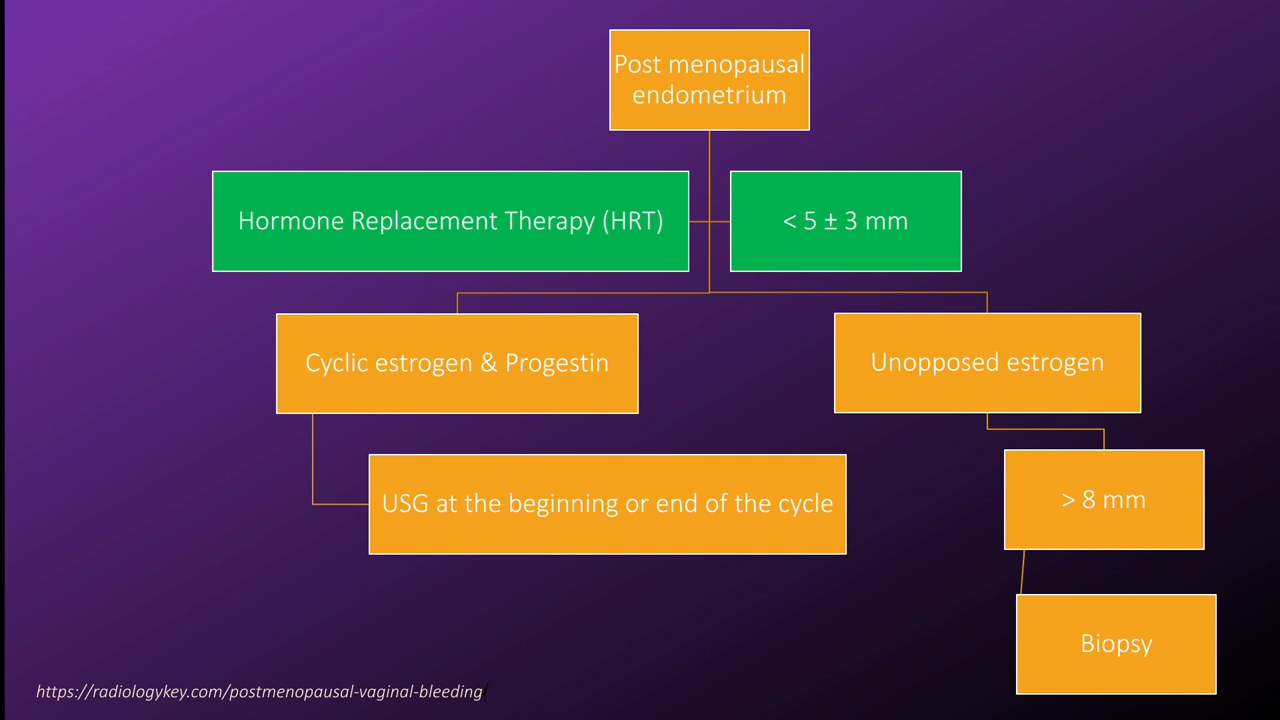 Post menopausal
endometrium
Hormone Replacement Therapy (HRT)
< 5 ± 3 mm
Cyclic estrogen & Progestin
Unopposed estrogen
USG at the beginning or end of the cycle
> 8 mm
Biopsy
https://radiologykey.com/postmenopausal-vaginal-bleeding/